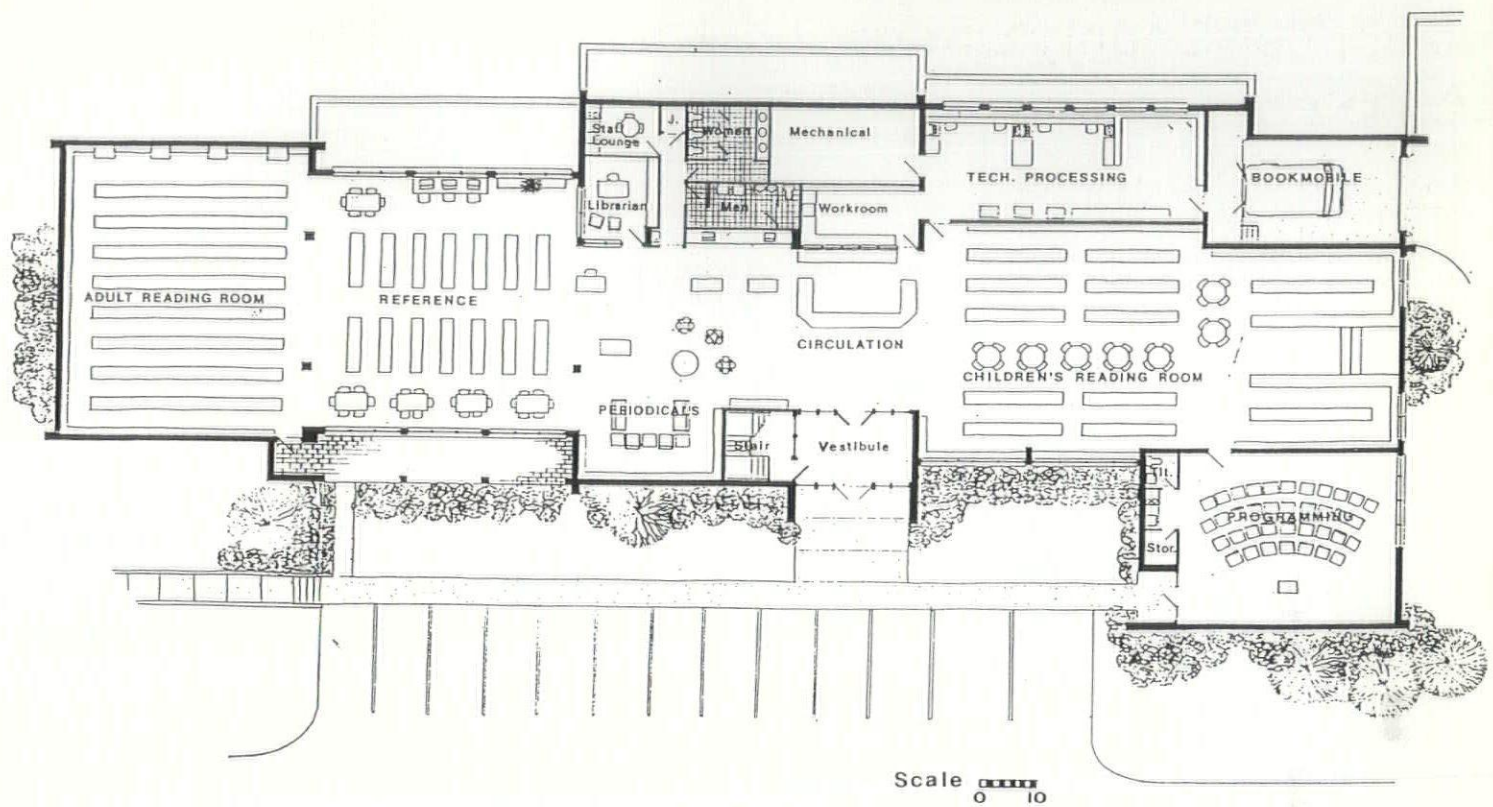 Staff
Lounge
J.
Women
Mechanical
TECH. PROCESSING
BOOKMOBILE
Librarian
Men
Workroom
ADULT READING ROOM
REFERENCE
CIRCULATION
CHILDREN'S READING ROOM
PERIODICALS
Stair
Vestibule
Tlt.
PROGRAMMING
Stor.
Scale
0 10